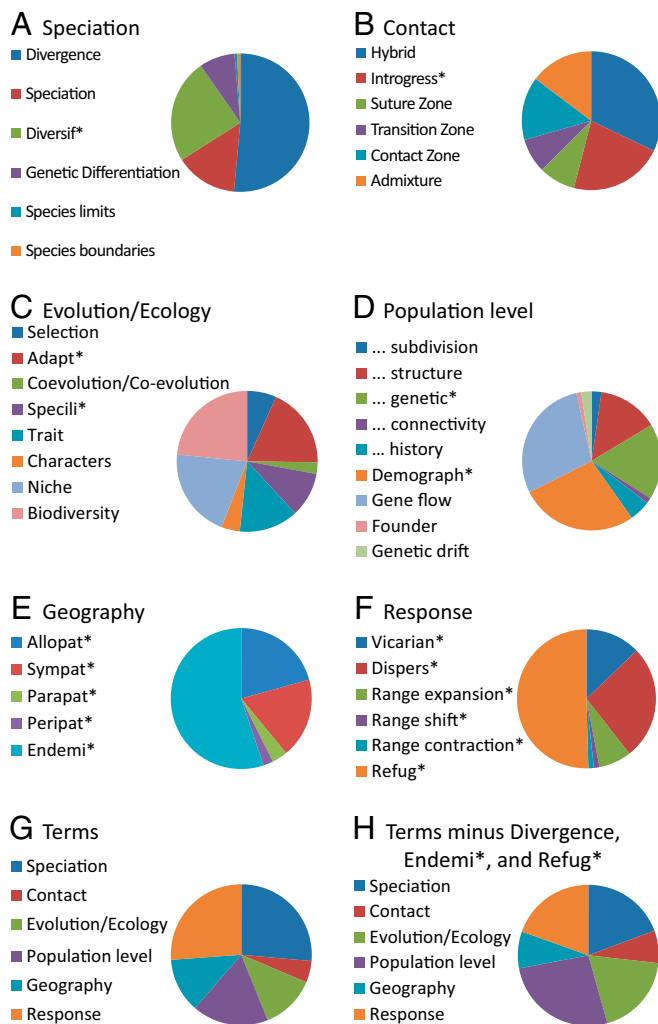 A Speciation
Divergence
Speciation
Diversif*
Genetic Differentiation
Species limits
Species boundaries
B Contact
Hybrid
Introgress*
Suture Zone
Transition Zone
Contact Zone
Admixture
C Evolution/Ecology
Selection
Adapt*
Coevolution/Co-evolution
Specili*
Trait
Characters
Niche
Biodiversity
D Population level
... subdivision
... structure
... genetic*
... connectivity
... history
Demograph*
Gene flow
Founder
Genetic drift
E Geography
Allopat*
Sympat*
Parapat*
Peripat*
Endemi*
F Response
Vicarian*
Dispers*
Range expansion*
Range shift*
Range contraction*
Refug*
G Terms
Speciation
Contact
Evolution/Ecology
Population level
Geography
Response
H Terms minus Divergence,
Endemi*, and Refug*
Speciation
Contact
Evolution/Ecology
Population level
Geography
Response